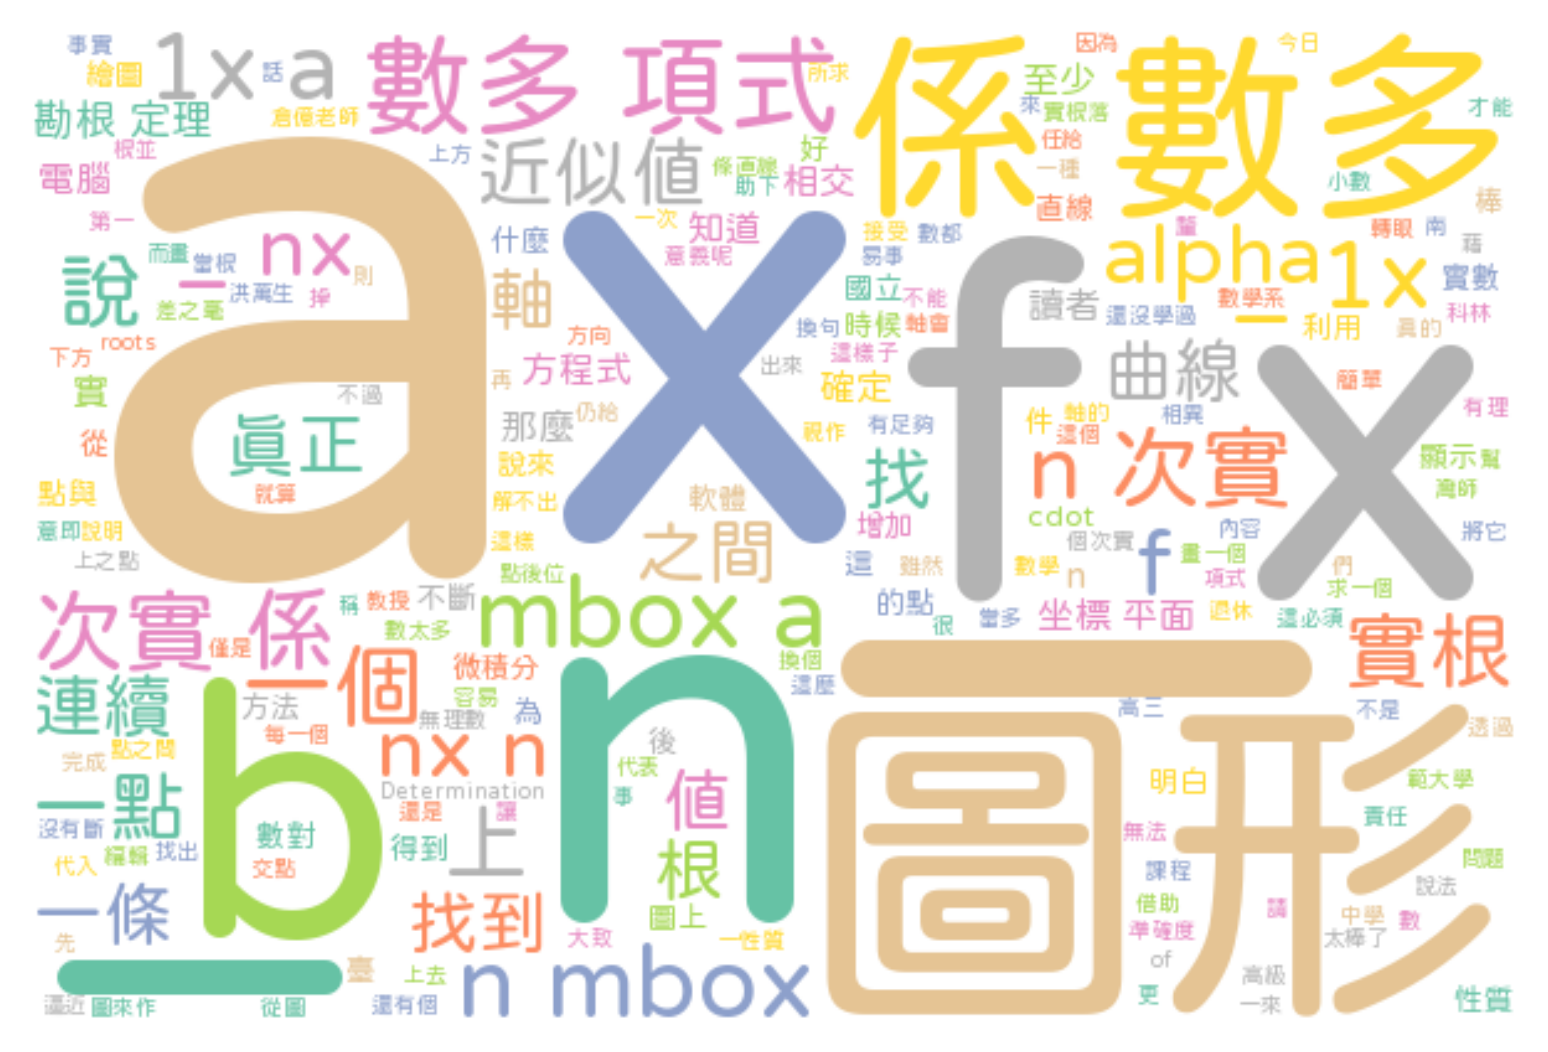 事實
繪圖
1x a
話
數多 項式
所求
係 數多
因為
今日
至少
來
實根落
才能
勘根 定理
倉億老師
任給
根並
上方
近似值
條直線
助下
好
相交
一種
小數
電腦
第一
一次
知道
意義呢
接受
數都
易事
直線
棒
轉眼
南
藉
而畫
當根
nx
則
什麼
alpha
1x
實數
說
洪萬生
差之毫
掉
軸
國立
不能
讀者
還沒學過
數學系
利用
真的
科林
a
x
f
x
roots
下方
方向
換句
時候
軸會
這樣子
實
不過
再
方程式
出來
確定
曲線
簡單
那麼
仍給
視作
有足夠
件
軸的
這個
相異
有理
從
真正
說來
找
n
次實
顯示
幫
灣師
點與
就算
解不出
軟體
增加
cdot
意即
說明
這樣
之間
個次實
f
內容
將它
上之點
這
雖然
數學
n
畫一個
項式
們
求一個
點後位
次實
係
稱
教授
不斷
mbox a
的點
很
當多
坐標 平面
退休
這必須
實根
數太多
僅是
換個
連續
一個
微積分
容易
這麼
方法
無理數
為
高三
不是
透過
每一個
完成
點之間
b
nx n
n
後
代表
圖形
明白
範大學
一點
Determination
事
值
還是
讓
責任
無法
沒有斷
數對
得到
上
代入
編輯
找出
交點
根
課程
問題
說法
一條
找到
圖上
借助
請
中學
數
準確度
太棒了
先
大致
一性質
of
臺
上去
n mbox
高級
逼近
圖來作
從圖
還有個
更
一來
性質